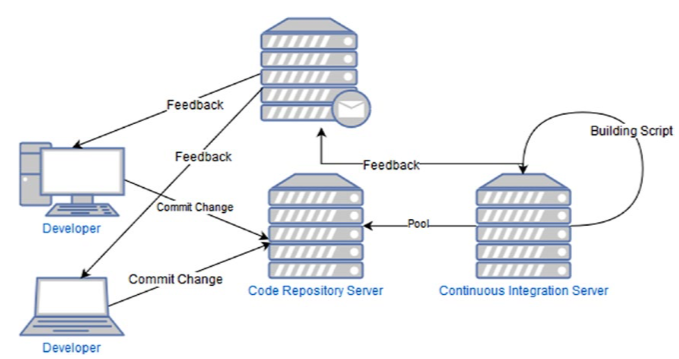 Feedback
Building Script
Feedback
Feedback
Commit Change
Pool
Developer
Commit Change
Code Repository Server
Continuous Integration Server
Developer